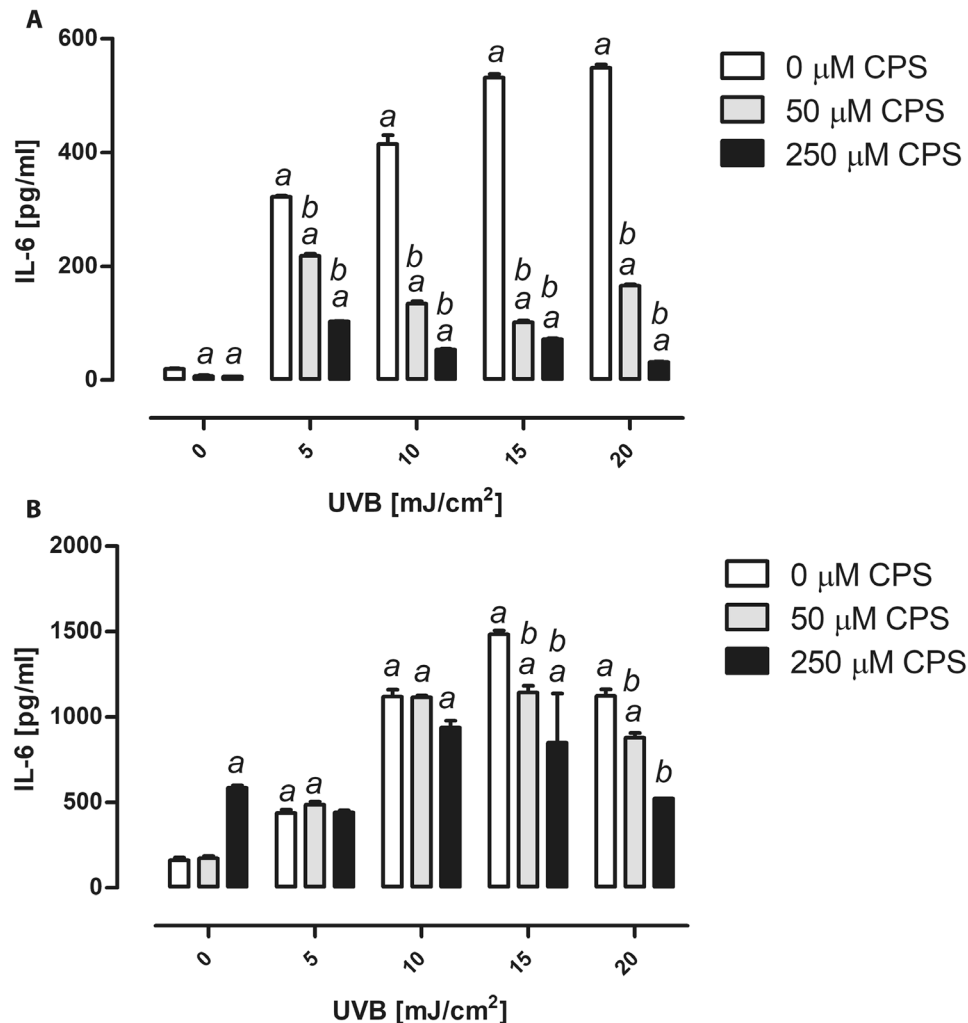 A
600
400
200
0
IL-6 [pg/ml]
a a
a
b
a
b
a
a
b
a
b
a
a
b
a
b
a
a
b
a
b
a
0 μM CPS
50 μM CPS
250 μM CPS
0 5 10 15 20
UVB [mJ/cm²]
B
2000
1500
1000
500
0
IL-6 [pg/ml]
a
a a
a a a
a
b
a
b
a
a
b
a
b
0 μM CPS
50 μM CPS
250 μM CPS
0 5 10 15 20
UVB [mJ/cm²]